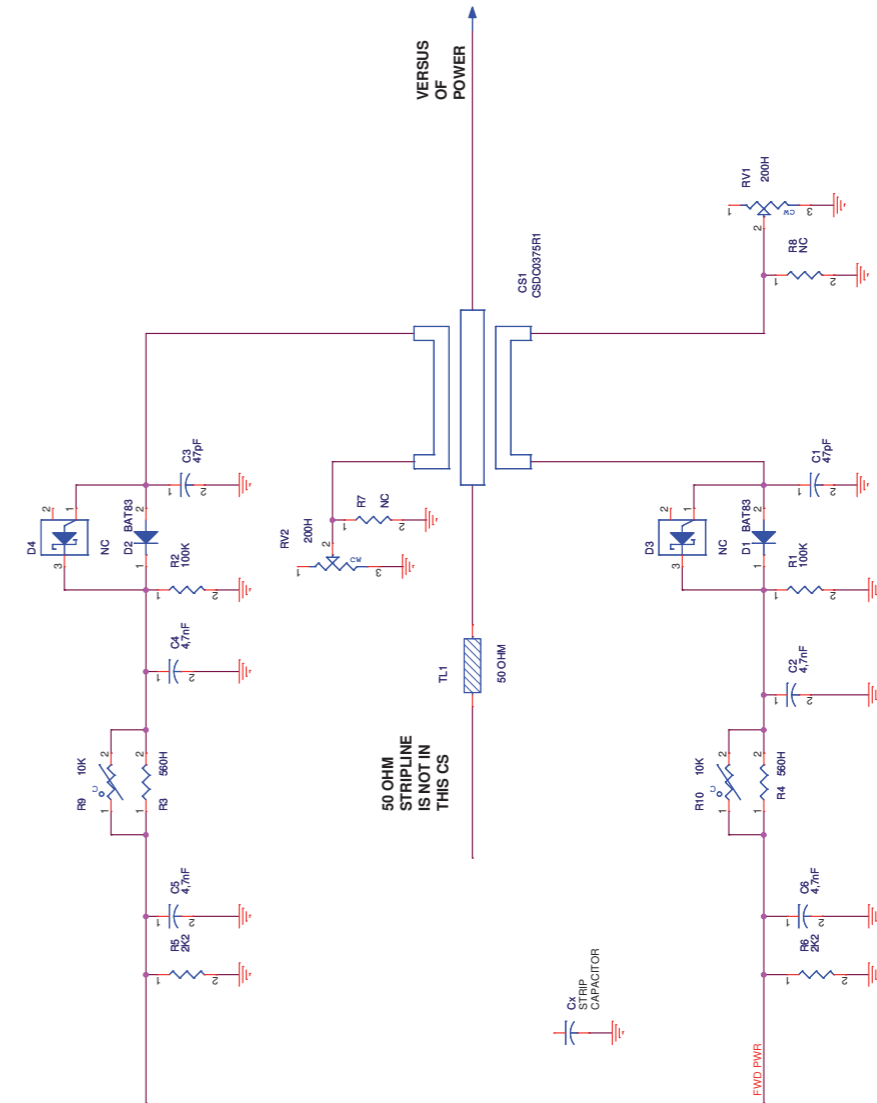 VERSUS
OF
POWER
RV1
200H
1
CW
2
3
R8
NC
1
2
CS1
CSDC0375R1
C3
47pF
1
2
D4
2
1
3
NC
D2
BAT83
2
1
R2
100K
1
2
C4
4,7nF
1
2
RV2
200H
1
2
CW
3
R7
NC
1
2
C1
47pF
1
2
D3
2
1
3
NC
D1
BAT83
2
1
R1
100K
1
2
C2
4,7nF
1
2
TL1
50 OHM
50 OHM
STRIPLINE
IS NOT IN
THIS CS
R9
10K
C
1
2
R3
560H
1
2
R10
10K
C
1
2
R4
560H
1
2
C5
4,7nF
1
2
R5
2K2
1
2
C6
4,7nF
1
2
R6
2K2
1
2
Cx
STRIP
CAPACITOR
FWD PWR